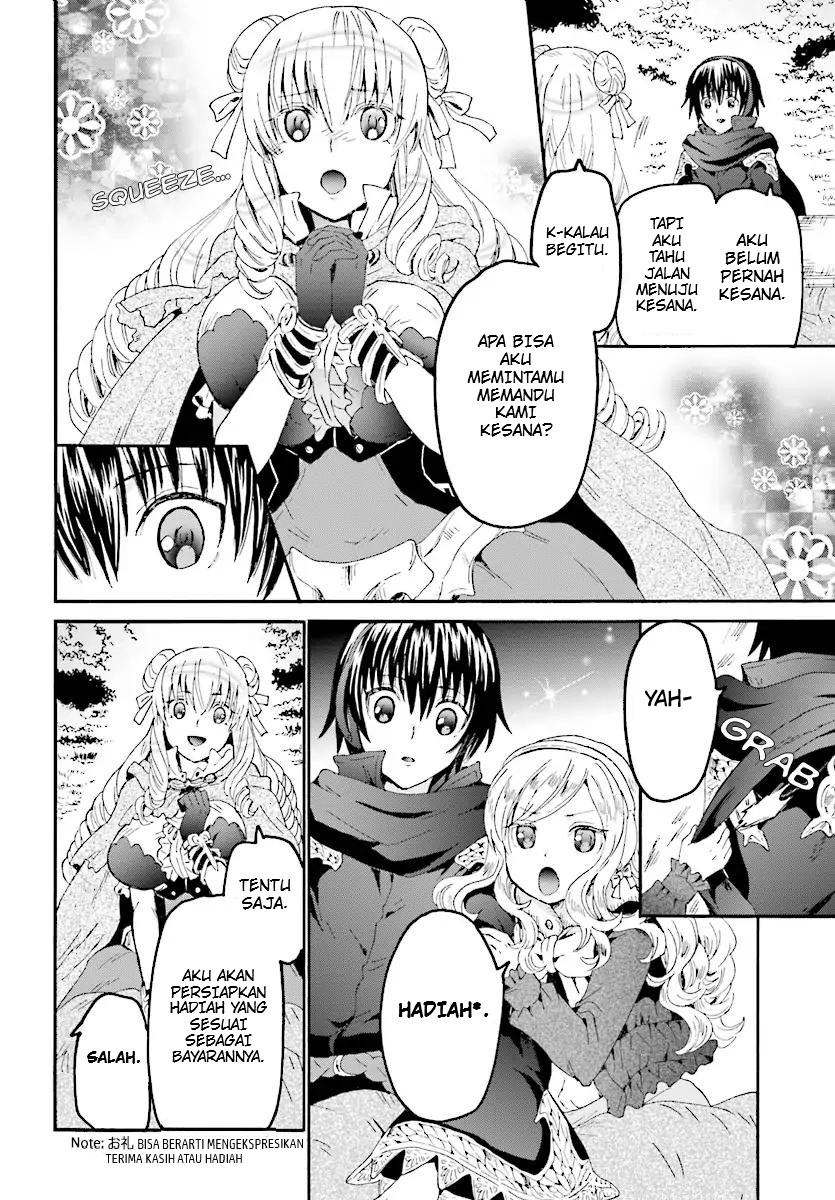 AKU
BELUM
PERNAH
KESANA.
TAPI
AKU
TAHU
JALAN
MENUJU
KESANA.
K-KALAU
BEGITU.
APA BISA
AKU
MEMINTAMU
MEMANDU
KAMI
KESANA?
SQUEEZE...
YAH-
GRAB
HADIAH*.
TENTU
SAJA.
AKU AKAN
PERSIAPKAN
HADIAH YANG
SESUAI
SEBAGAI
BAYARANNYA.
SALAH.
Note: お礼 BISA BERARTI MENGEKSPRESIKAN
TERIMA KASIH ATAU HADIAH